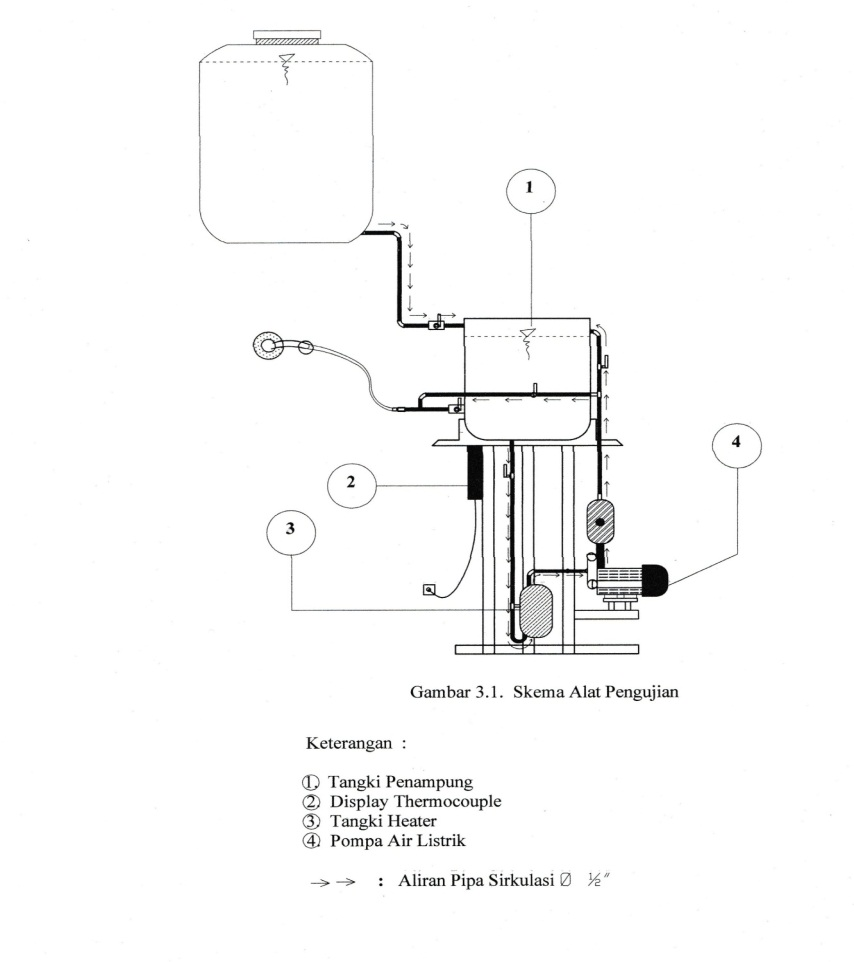 1
2
3
4
Gambar 3.1. Skema Alat Pengujian
Keterangan :
① Tangki Penampung
② Display Thermocouple
③ Tangki Heater
④ Pompa Air Listrik
→ → : Aliran Pipa Sirkulasi Ø ½"